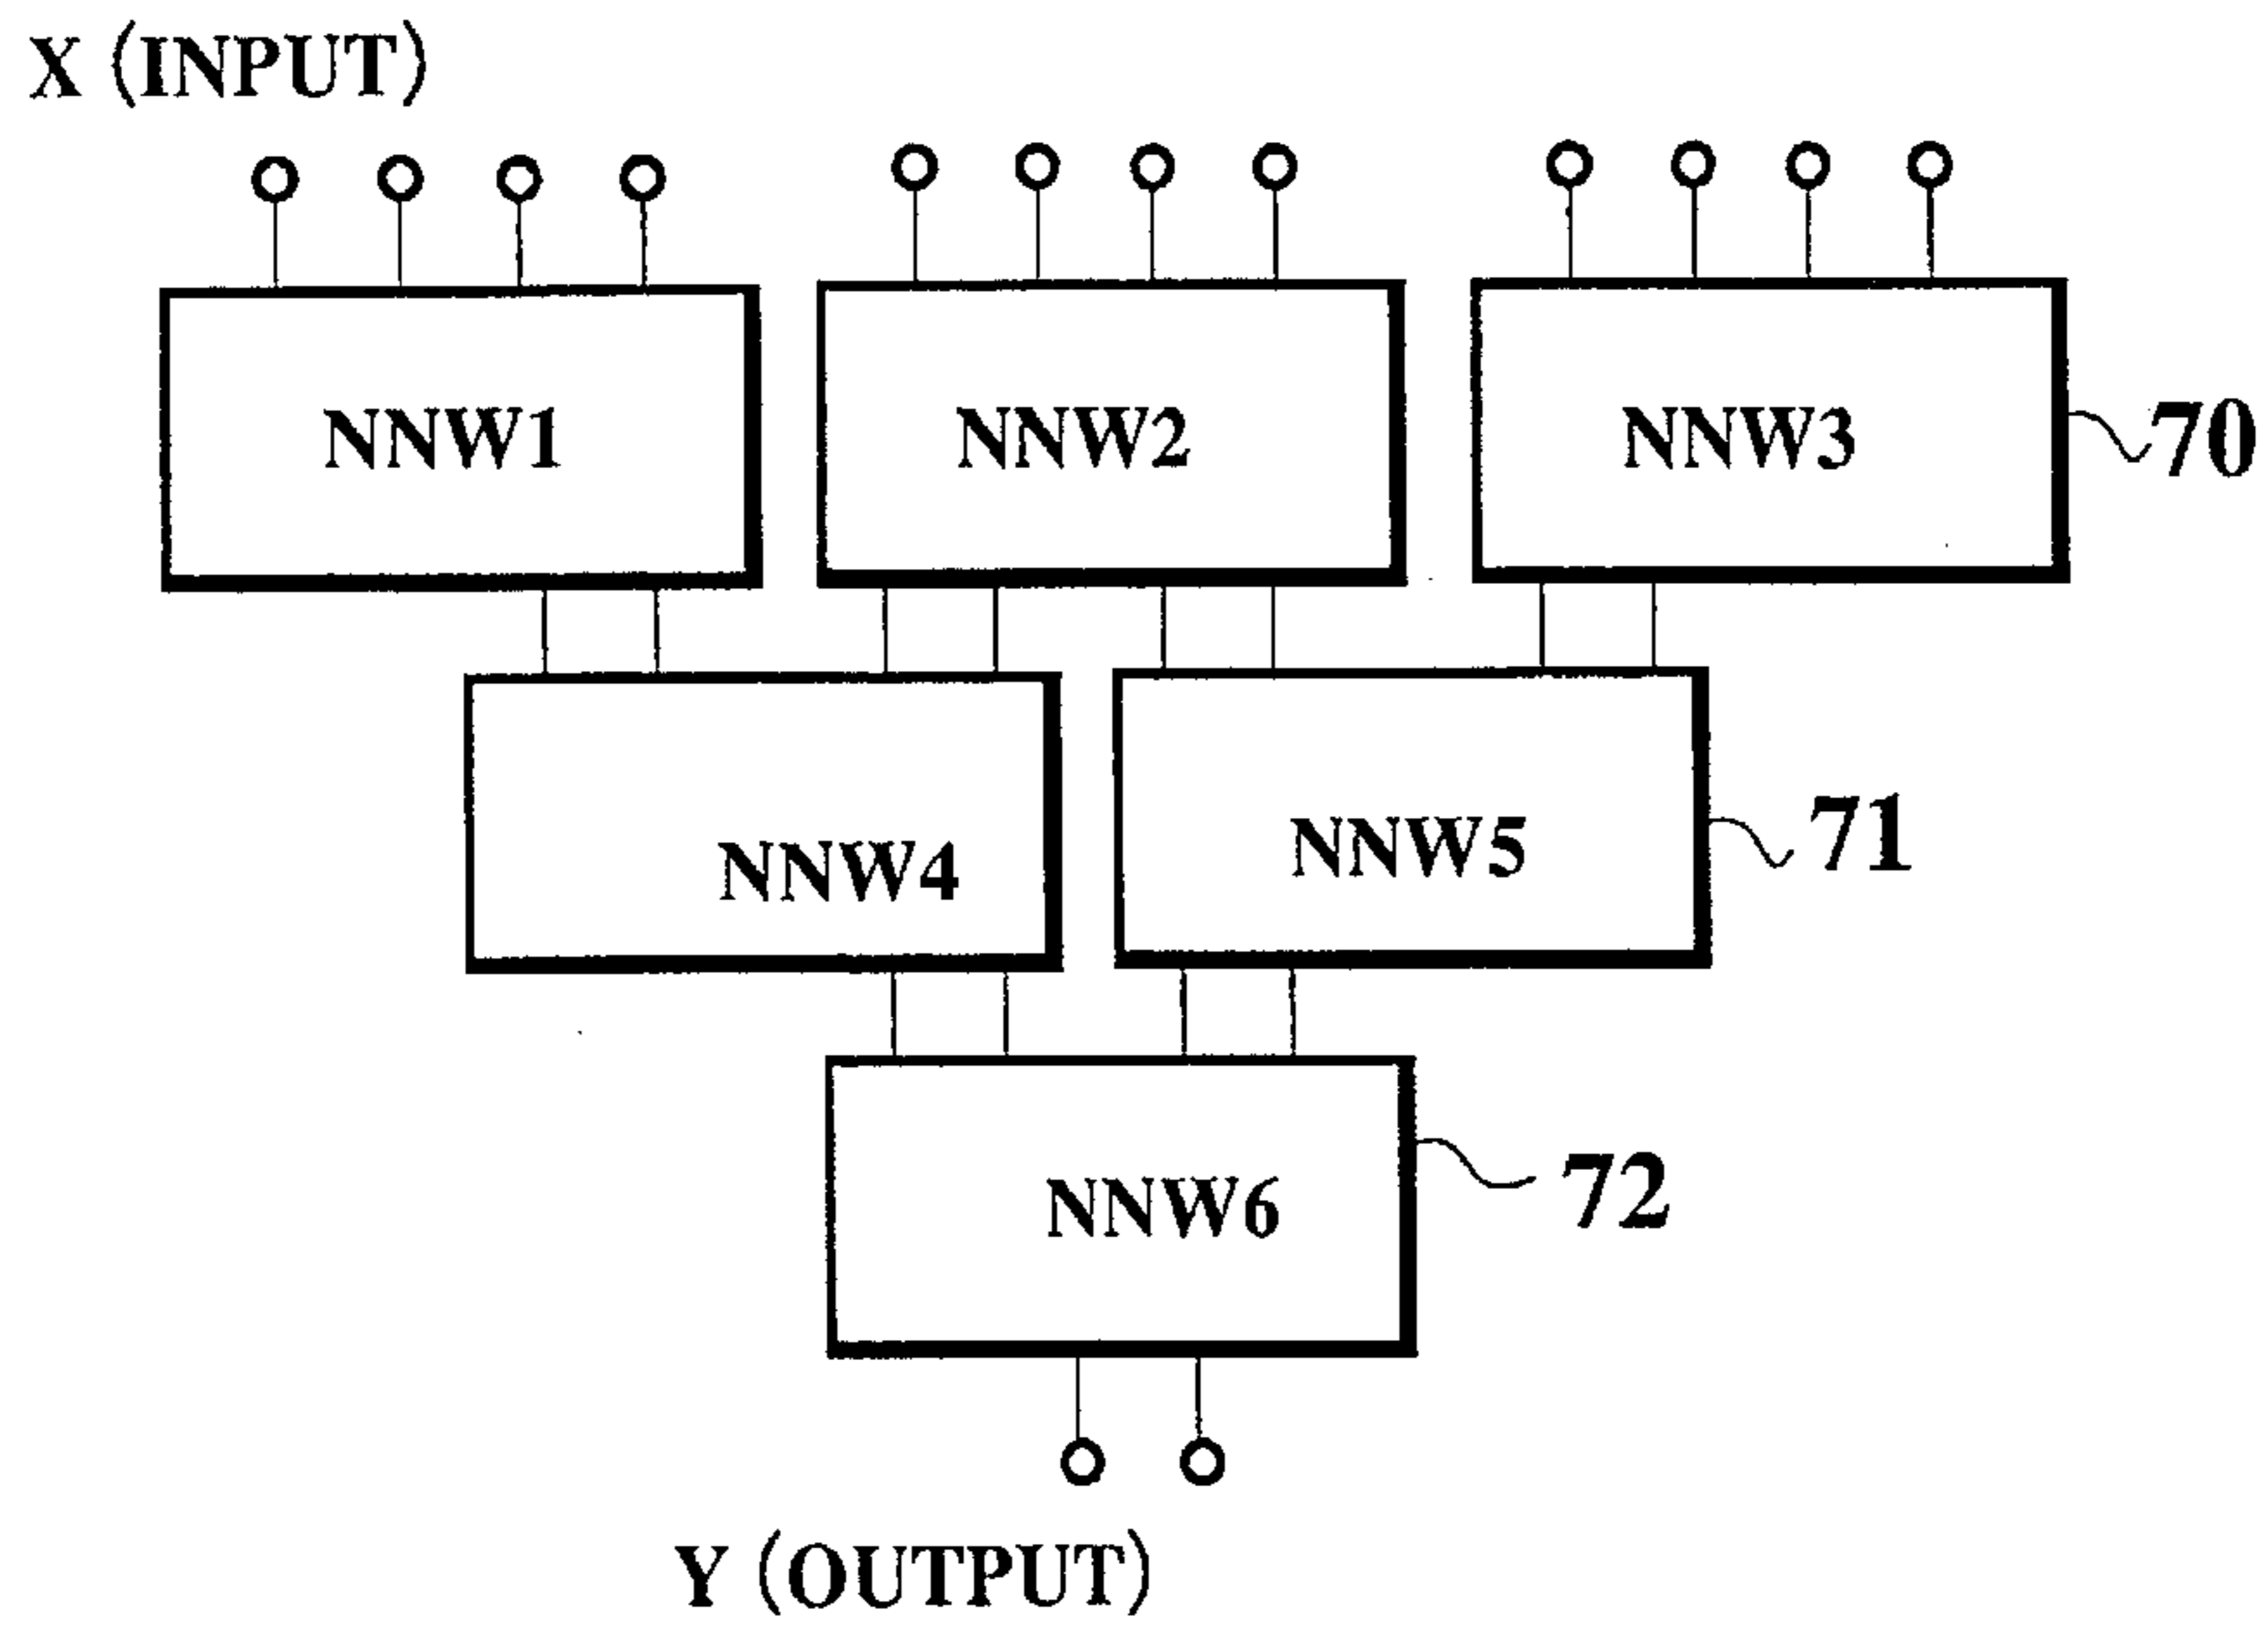 X (INPUT)
NNW1
NNW2
NNW3
70
NNW4
NNW5
71
NNW6
72
Y (OUTPUT)